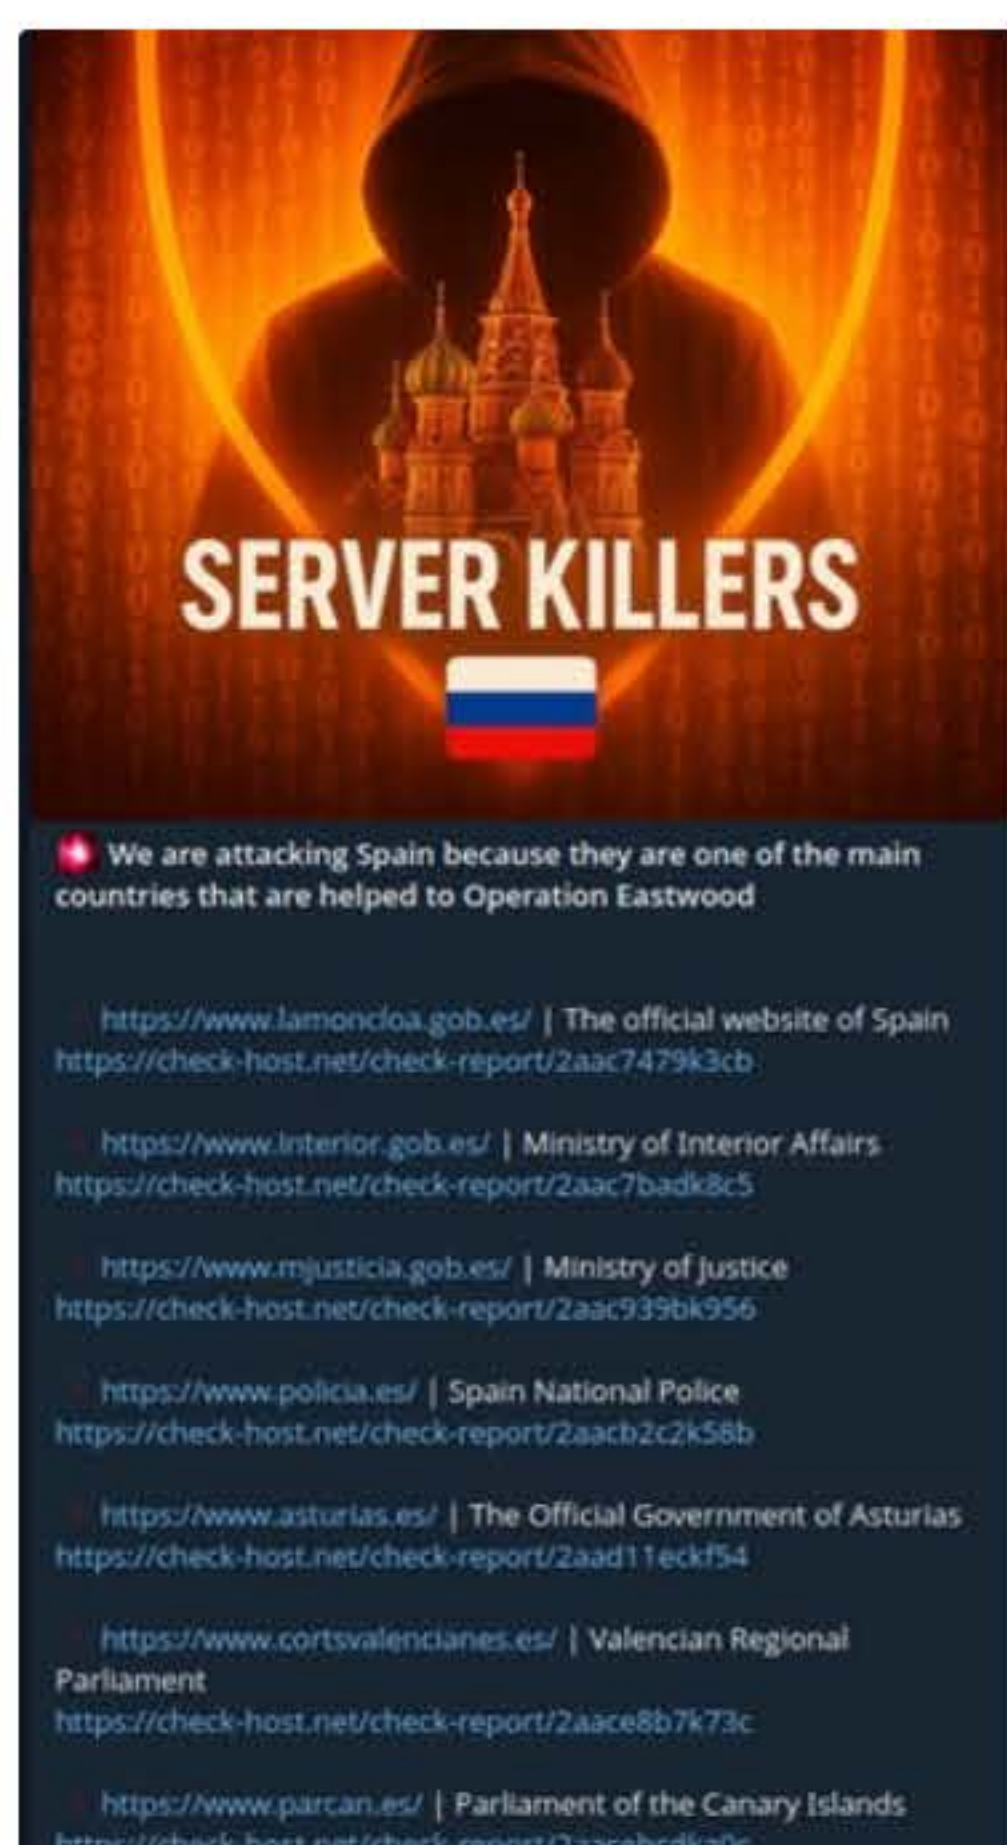 SERVER KILLERS
We are attacking Spain because they are one of the main
countries that are helped to Operation Eastwood
https://www.lamoncloa.gob.es/ | The official website of Spain
https://check-host.net/check-report/2aac7479k3cb
https://www.interior.gob.es/ | Ministry of Interior Affairs
https://check-host.net/check-report/2aac7badk8c5
https://www.mjusticia.gob.es/ | Ministry of Justice
https://check-host.net/check-report/2aac939bk956
https://www.policia.es/ | Spain National Police
https://check-host.net/check-report/2aacb2c2k58b
https://www.asturias.es/ | The Official Government of Asturias
https://check-host.net/check-report/2aad11eckf54
https://www.cortsvalencianes.es/ | Valencian Regional
Parliament
https://check-host.net/check-report/2aace8b7k73c
https://www.parcan.es/ | Parliament of the Canary Islands